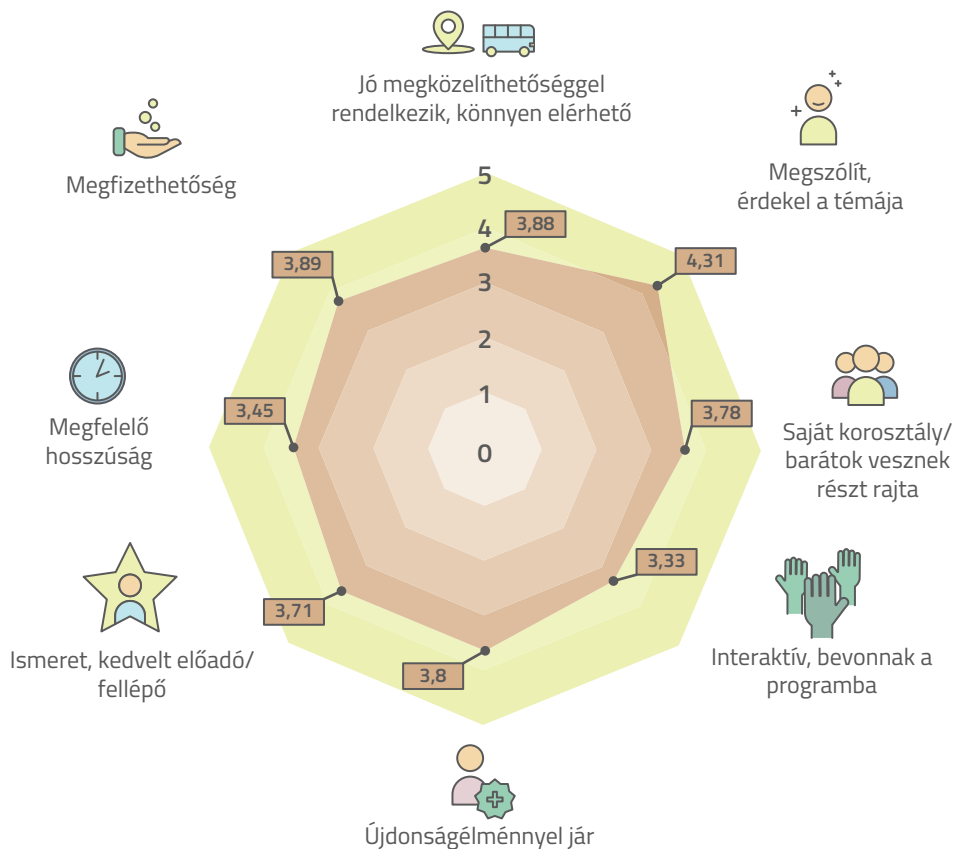 Jó megközelíthetőséggel
rendelkezik, könnyen elérhető
Megfizethetőség
Megszólít,
érdekel a témája
5
4
3
2
1
0
3,88
4,31
3,89
3,45
3,78
3,33
3,71
3,8
Megfelelő
hosszúság
Saját korosztály/
barátok vesznek
részt rajta
Ismeret, kedvelt előadó/
fellépő
Interaktív, bevonnak a
programba
Újdonságélménnyel jár